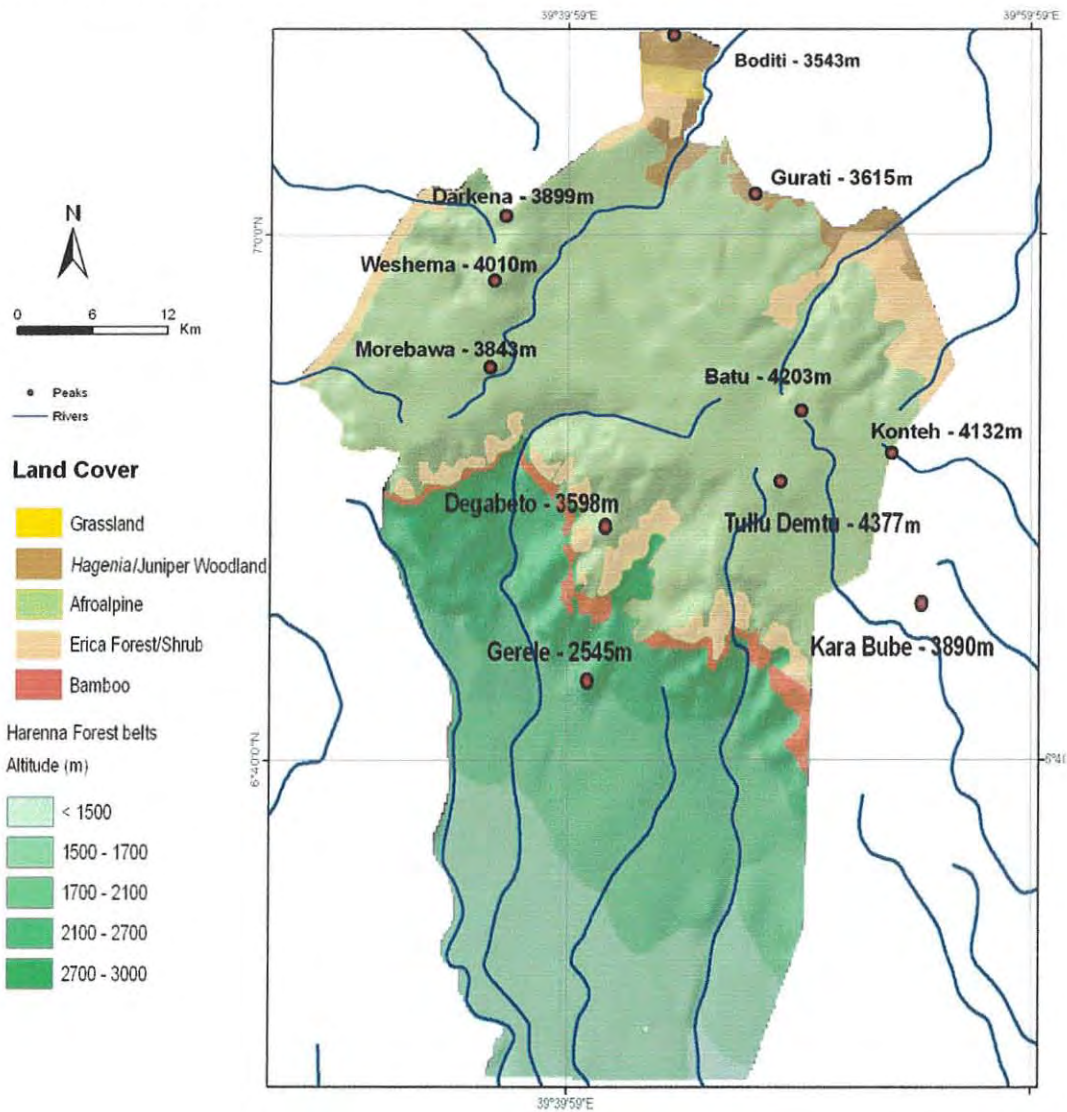 39°39'59"E
39°59'59"E
Boditi - 3543m
Gurati - 3615m
Därkena - 3899m
N
7°0'0"N
Weshema - 4010m
0 6 12
Km
Morebawa - 3843m
Batu - 4203m
Peaks
Rivers
Konteh - 4132m
Land Cover
Degabeto - 3598m
Tullu Demtu - 4377m
Grassland
Hagenia/Juniper Woodland
Afroalpine
Erica Forest/Shrub
Bamboo
Gerele - 2545m
Kara Bube - 3890m
Harenna Forest belts
Altitude (m)
6°40'0"N
< 1500
1500 - 1700
1700 - 2100
2100 - 2700
2700 - 3000
39°39'59"E